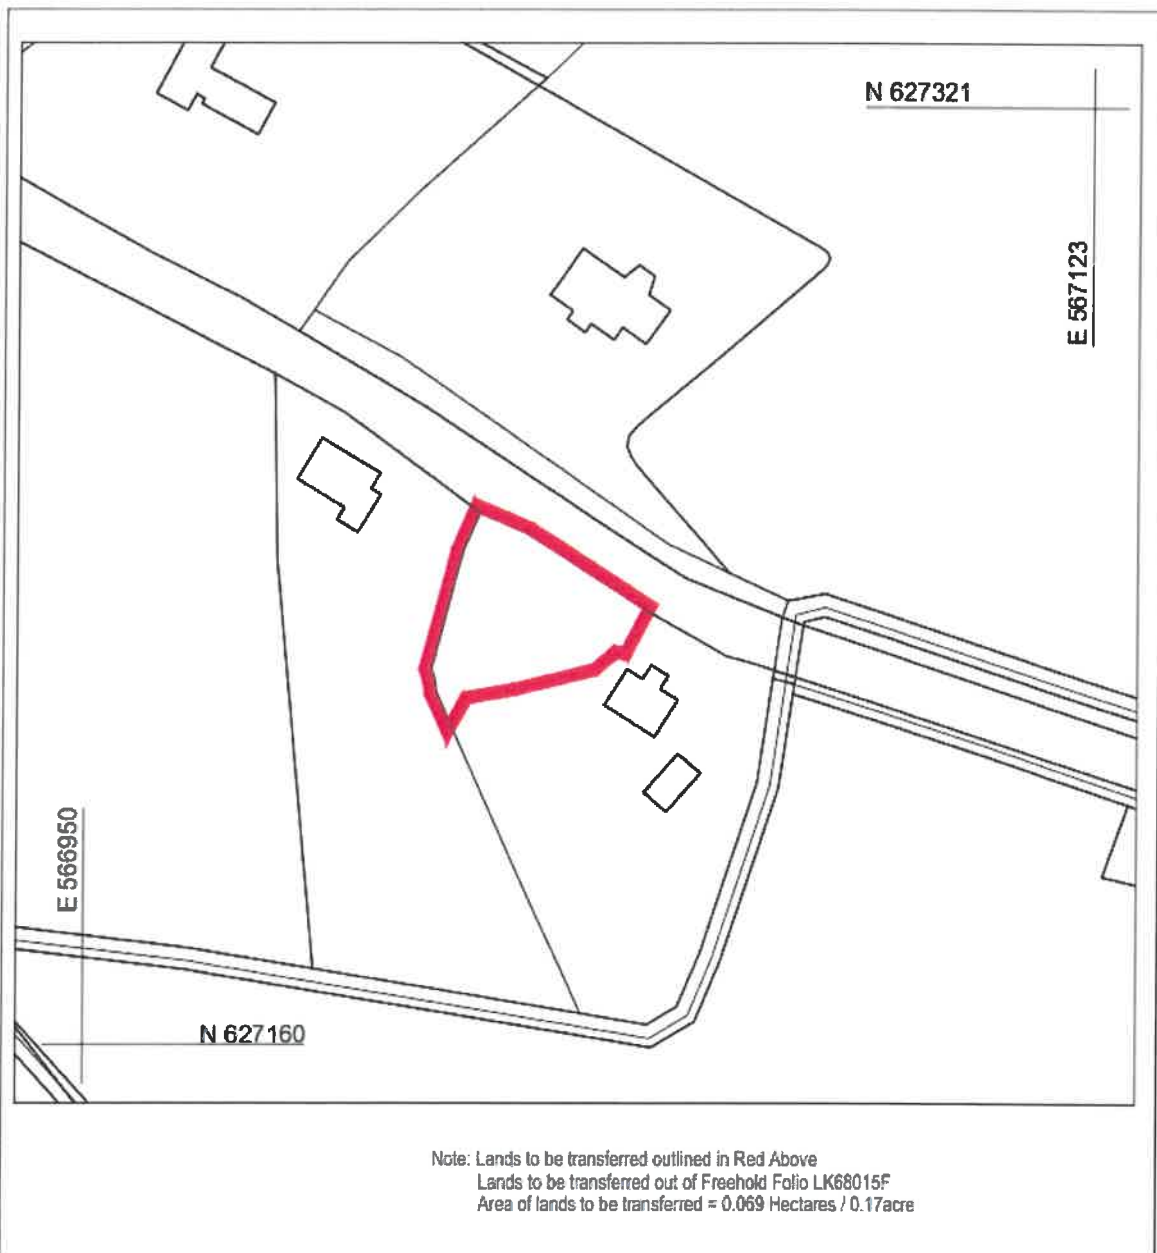 N 627321
E 567123
E 566950
N 627160
Note: Lands to be transferred outlined in Red Above
Lands to be transferred out of Freehold Folio LK68015F
Area of lands to be transferred = 0.069 Hectares / 0.17acre